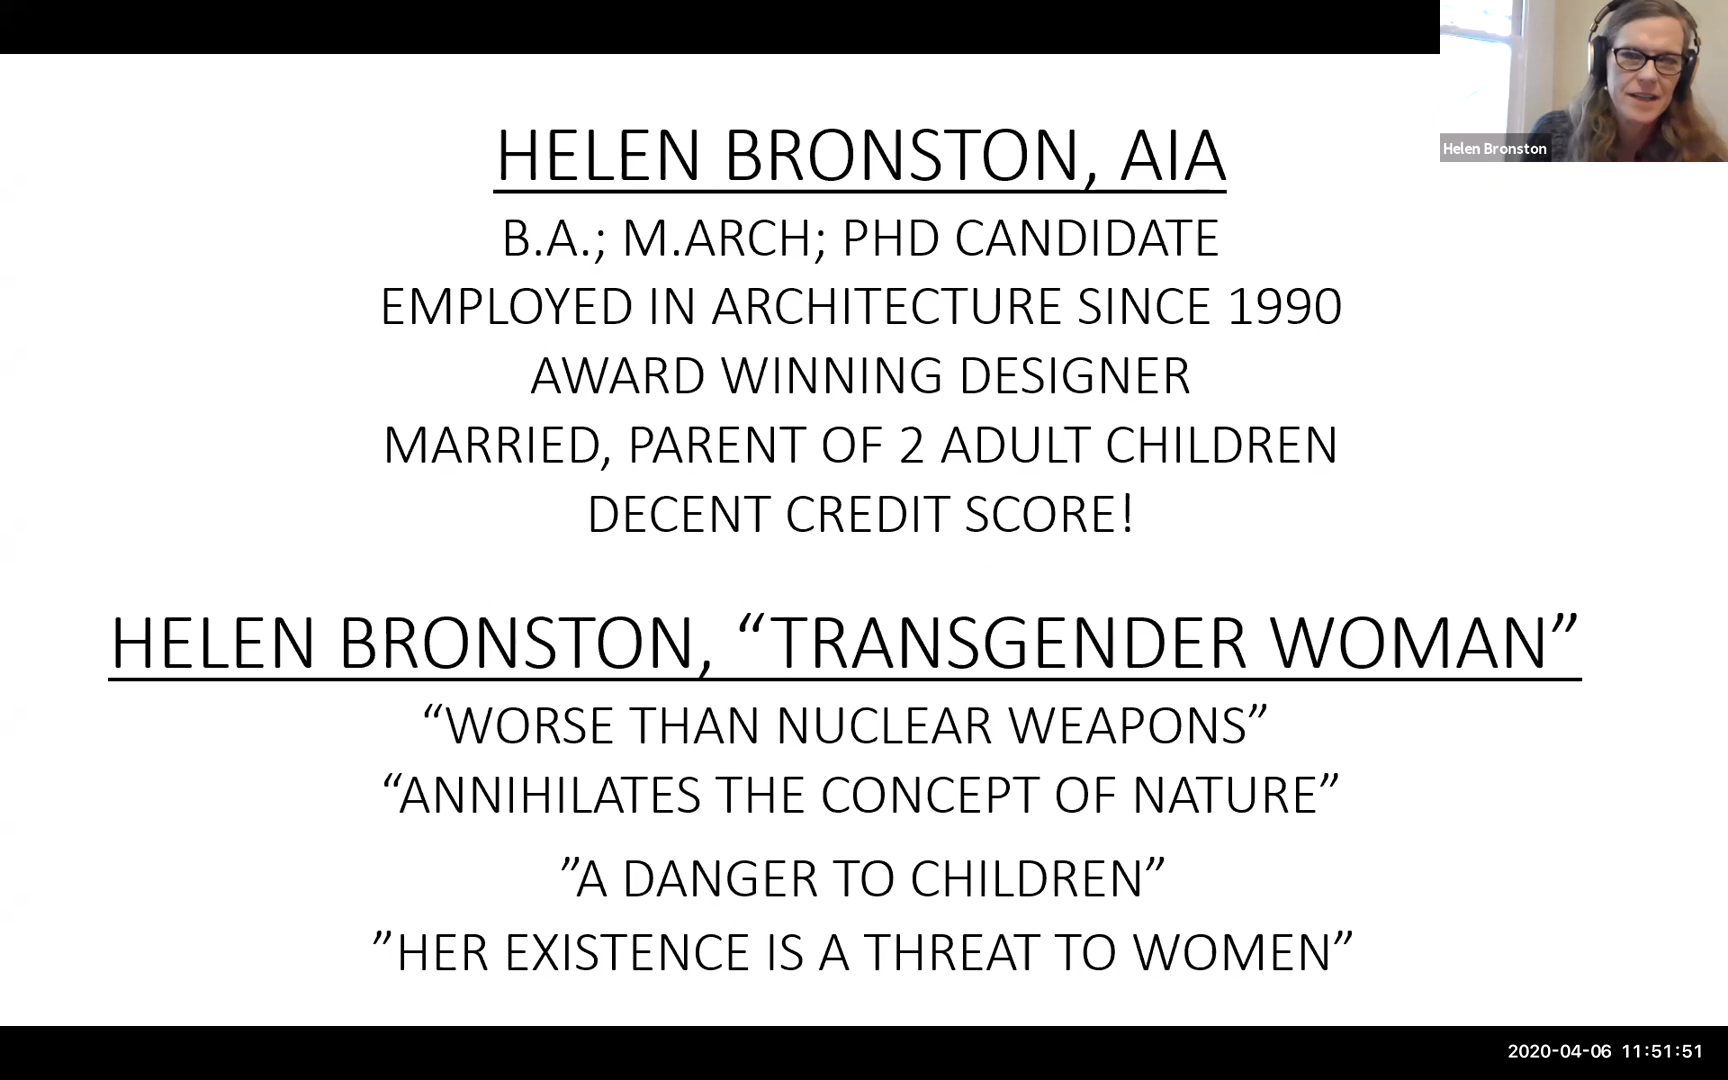 HELEN BRONSTON, AIA
B.A.; M.ARCH; PHD CANDIDATE
EMPLOYED IN ARCHITECTURE SINCE 1990
AWARD WINNING DESIGNER
MARRIED, PARENT OF 2 ADULT CHILDREN
DECENT CREDIT SCORE!
HELEN BRONSTON, “TRANSGENDER WOMAN”
“WORSE THAN NUCLEAR WEAPONS”
“ANNIHILATES THE CONCEPT OF NATURE”
”A DANGER TO CHILDREN”
”HER EXISTENCE IS A THREAT TO WOMEN”
Helen Bronston
2020-04-06 11:51:51